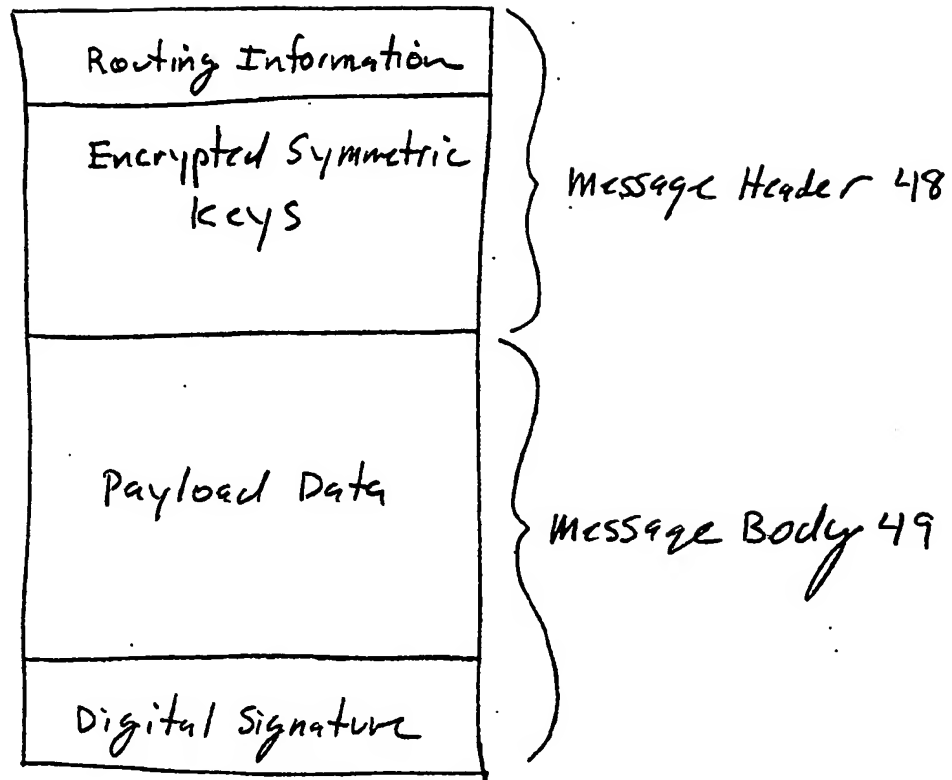 Routing Information
Encrypted Symmetric
Keys
Message Header 48
Payload Data
Message Body 49
Digital Signature